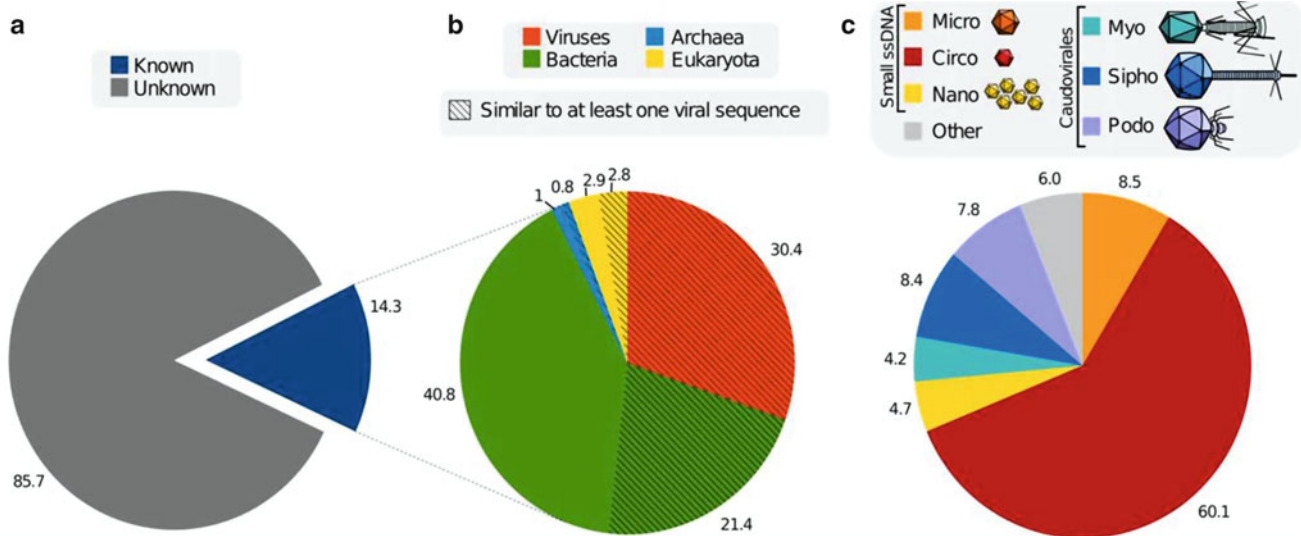 a
Known
Unknown
14.3
85.7
b
Viruses
Archaea
Bacteria
Eukaryota
Similar to at least one viral sequence
1
0.8
2.9
2.8
30.4
40.8
21.4
c
Small ssDNA
Micro
Circo
Nano
Other
Caudovirales
Myo
Sipho
Podo
6.0
8.5
7.8
8.4
4.2
4.7
60.1